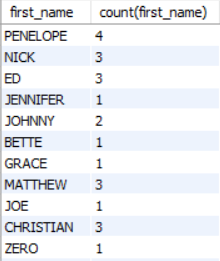 first_name count(first_name)
PENELOPE 4
NICK 3
ED 3
JENNIFER 1
JOHNNY 2
BETTE 1
GRACE 1
MATTHEW 3
JOE 1
CHRISTIAN 3
ZERO 1